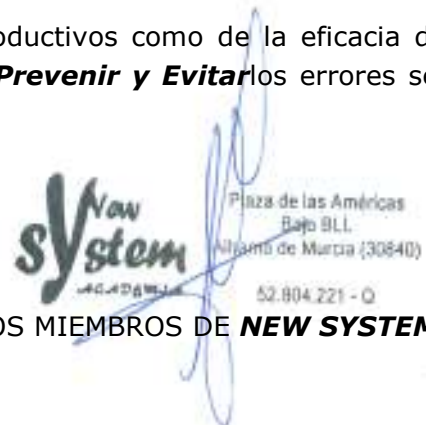 oductivos como de la eficacia d
Prevenir y Evitarlos errores s
New
System
ACADEMIA
Plaza de las Américas
Bajo BLL
Alhama de Murcia (30840)
52.804.221 - Q
OS MIEMBROS DE NEW SYSTEM